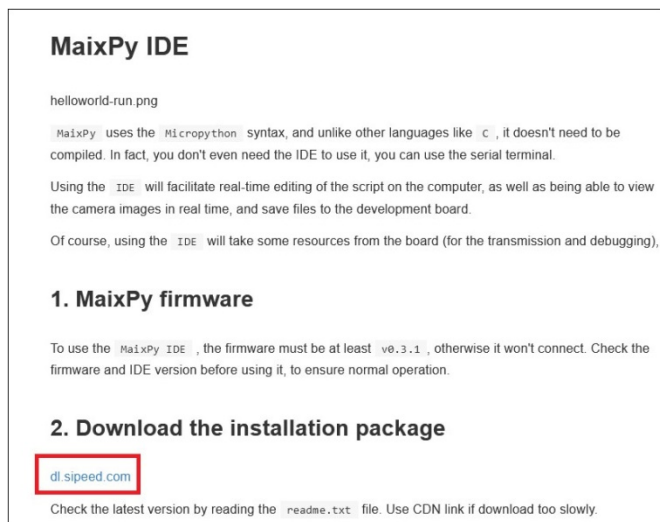 MaixPy IDE
helloworld-run.png
MaixPy uses the Micropython syntax, and unlike other languages like C , it doesn't need to be
compiled. In fact, you don't even need the IDE to use it, you can use the serial terminal.
Using the IDE will facilitate real-time editing of the script on the computer, as well as being able to view
the camera images in real time, and save files to the development board.
Of course, using the IDE will take some resources from the board (for the transmission and debugging),
1. MaixPy firmware
To use the MaixPy IDE , the firmware must be at least v0.3.1 , otherwise it won't connect. Check the
firmware and IDE version before using it, to ensure normal operation.
2. Download the installation package
dl.sipeed.com
Check the latest version by reading the readme.txt file. Use CDN link if download too slowly.